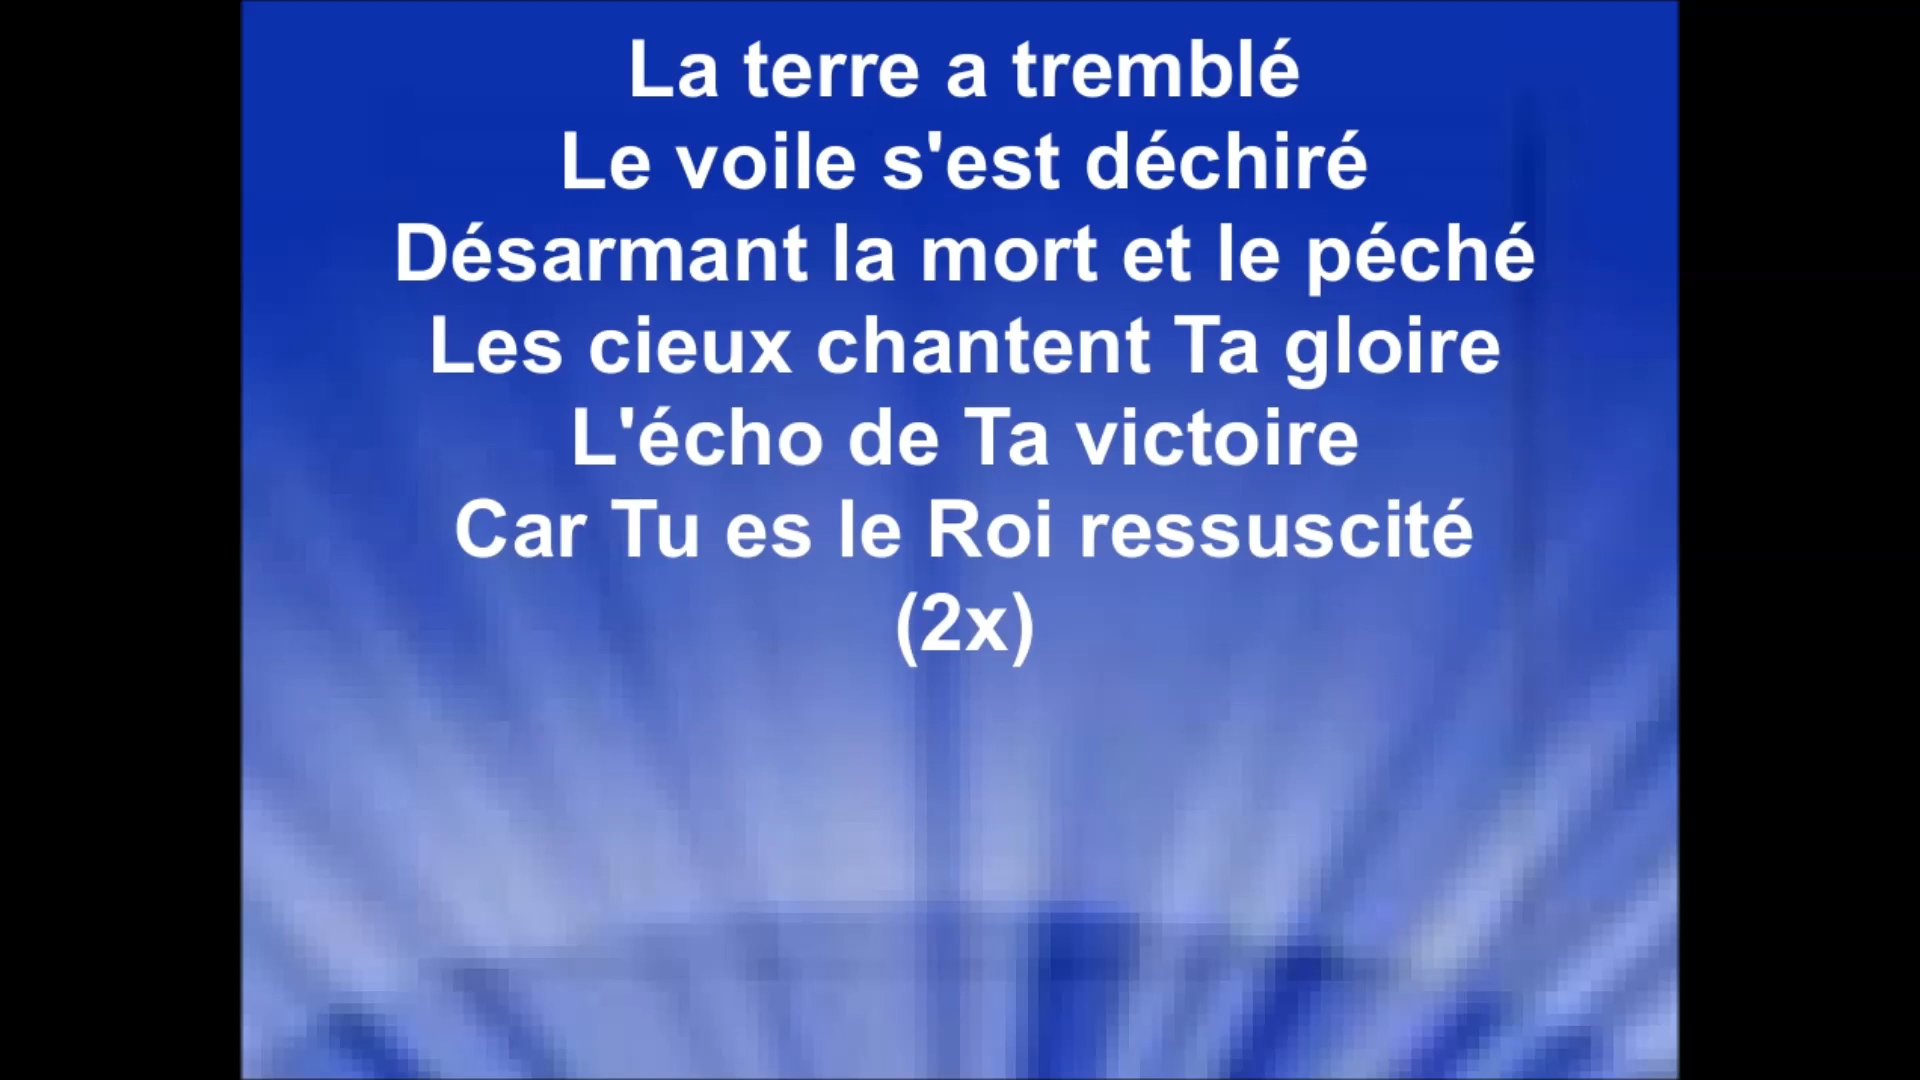 La terre a tremblé
Le voile s'est déchiré
Désarmant la mort et le péché
Les cieux chantent Ta gloire
L'écho de Ta victoire
Car Tu es le Roi ressuscité
(2x)